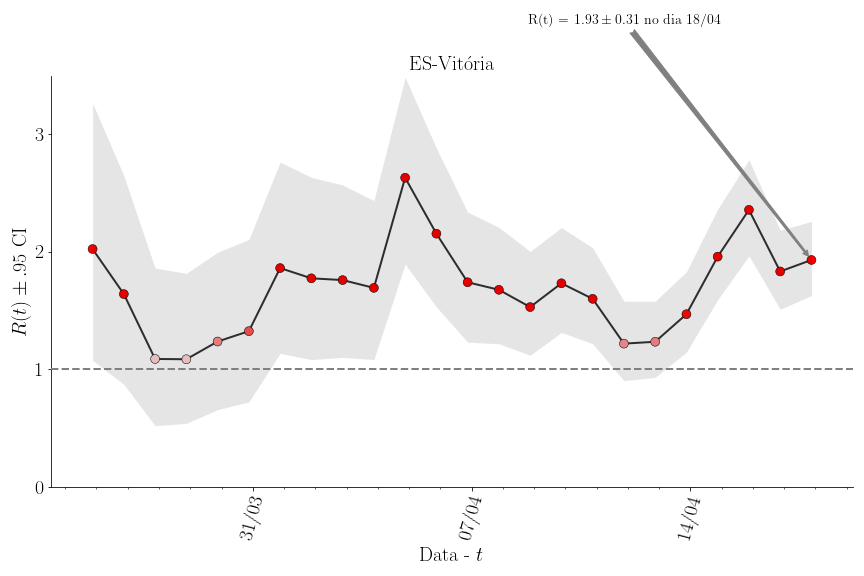 R(t) = 1.93 ± 0.31 no dia 18/04
ES-Vitória
R(t) ± .95 CI
3
2
1
0
31/03
07/04
14/04
Data - t